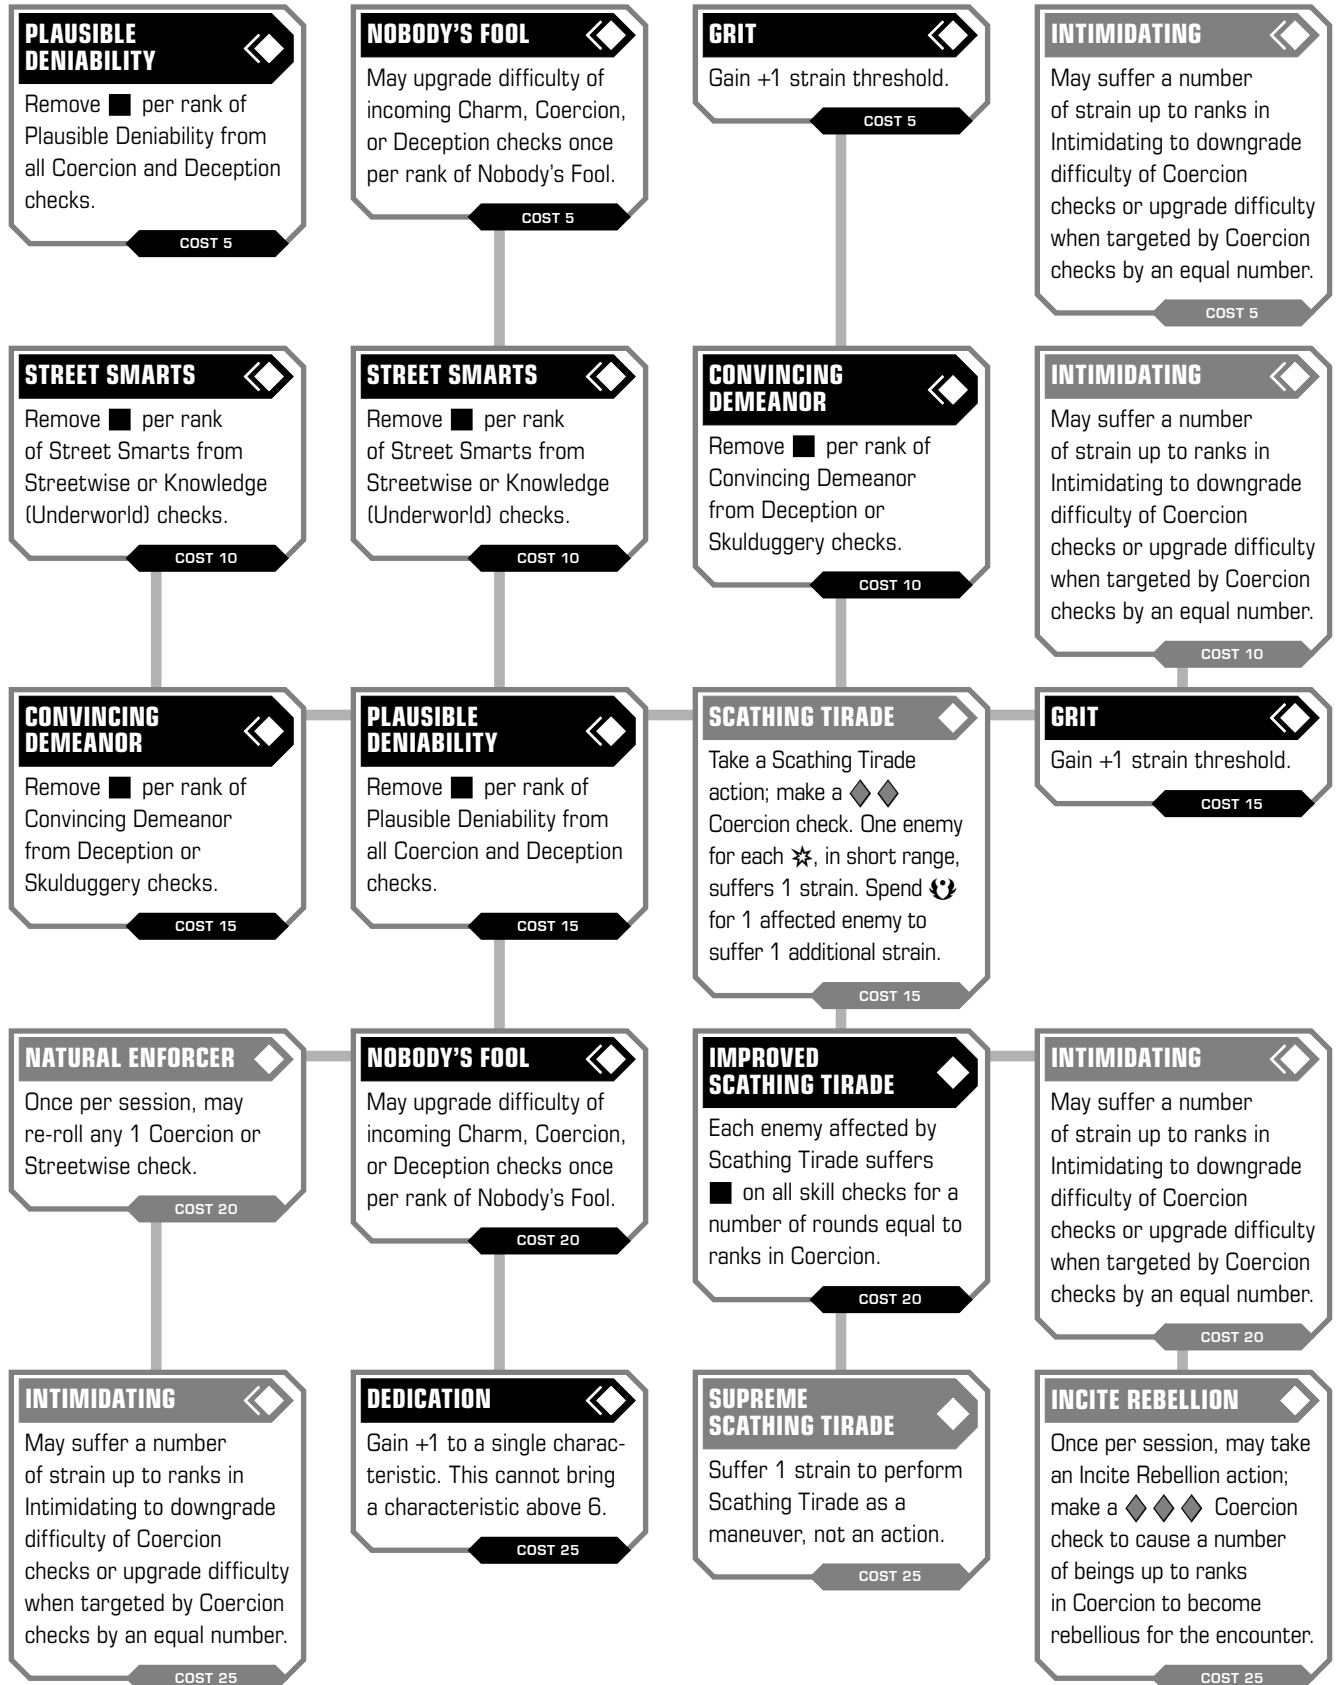 PLAUSIBLE
DENIABILITY
Remove per rank of
Plausible Deniability from
all Coercion and Deception
checks.
COST 5
NOBODY'S FOOL
May upgrade difficulty of
incoming Charm, Coercion,
or Deception checks once
per rank of Nobody's Fool.
COST 5
GRIT
Gain +1 strain threshold.
COST 5
INTIMIDATING
May suffer a number
of strain up to ranks in
Intimidating to downgrade
difficulty of Coercion
checks or upgrade difficulty
when targeted by Coercion
checks by an equal number.
COST 5
STREET SMARTS
Remove per rank
of Street Smarts from
Streetwise or Knowledge
(Underworld) checks.
COST 10
STREET SMARTS
Remove per rank
of Street Smarts from
Streetwise or Knowledge
(Underworld) checks.
COST 10
CONVINCING
DEMEANOR
Remove per rank of
Convincing Demeanor
from Deception or
Skulduggery checks.
COST 10
INTIMIDATING
May suffer a number
of strain up to ranks in
Intimidating to downgrade
difficulty of Coercion
checks or upgrade difficulty
when targeted by Coercion
checks by an equal number.
COST 10
CONVINCING
DEMEANOR
Remove per rank of
Convincing Demeanor
from Deception or
Skulduggery checks.
COST 15
PLAUSIBLE
DENIABILITY
Remove per rank of
Plausible Deniability from
all Coercion and Deception
checks.
COST 15
SCATHING TIRADE
Take a Scathing Tirade
action; make a
Coercion check. One enemy
for each , in short range,
suffers 1 strain. Spend
for 1 affected enemy to
suffer 1 additional strain.
COST 15
GRIT
Gain +1 strain threshold.
COST 15
NATURAL ENFORCER
Once per session, may
re-roll any 1 Coercion or
Streetwise check.
COST 20
NOBODY'S FOOL
May upgrade difficulty of
incoming Charm, Coercion,
or Deception checks once
per rank of Nobody's Fool.
COST 20
IMPROVED
SCATHING TIRADE
Each enemy affected by
Scathing Tirade suffers
on all skill checks for a
number of rounds equal to
ranks in Coercion.
COST 20
INTIMIDATING
May suffer a number
of strain up to ranks in
Intimidating to downgrade
difficulty of Coercion
checks or upgrade difficulty
when targeted by Coercion
checks by an equal number.
COST 20
INTIMIDATING
May suffer a number
of strain up to ranks in
Intimidating to downgrade
difficulty of Coercion
checks or upgrade difficulty
when targeted by Coercion
checks by an equal number.
COST 25
DEDICATION
Gain +1 to a single charac-
teristic. This cannot bring
a characteristic above 6.
COST 25
SUPREME
SCATHING TIRADE
Suffer 1 strain to perform
Scathing Tirade as a
maneuver, not an action.
COST 25
INCITE REBELLION
Once per session, may take
an Incite Rebellion action;
make a Coercion
check to cause a number
of beings up to ranks
in Coercion to become
rebellious for the encounter.
COST 25